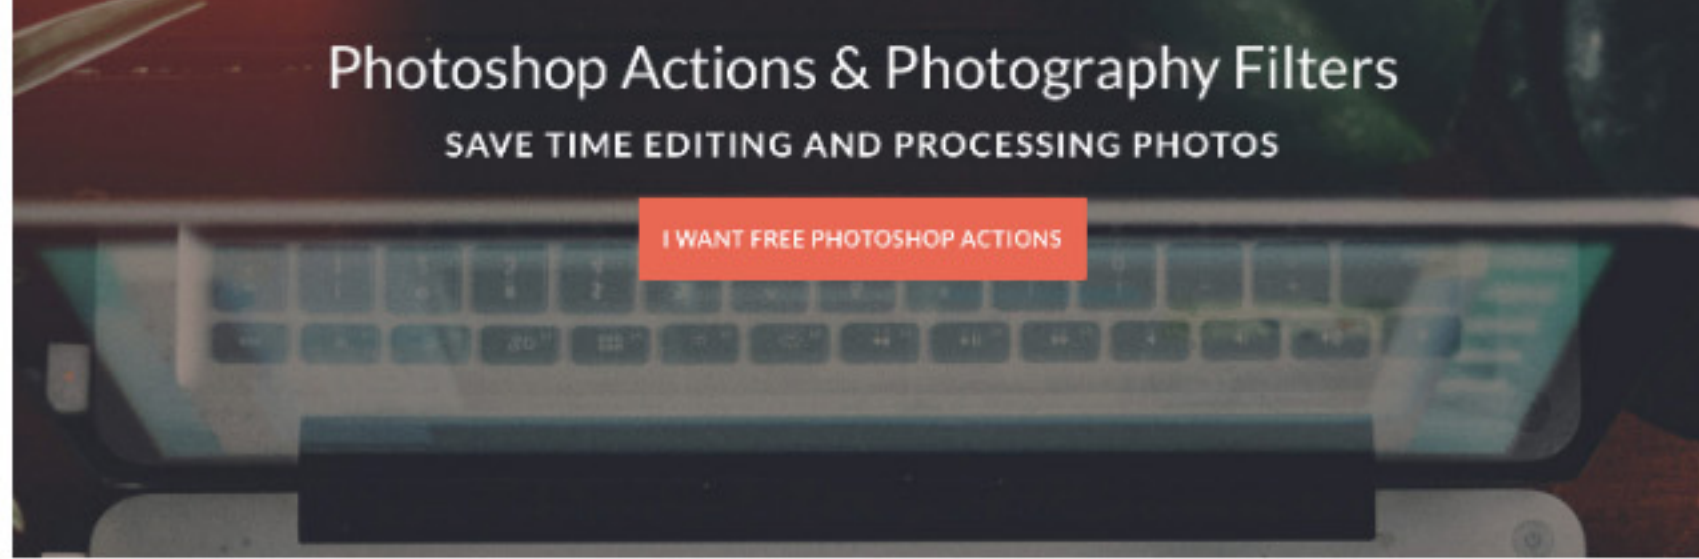 Photoshop Actions & Photography Filters
SAVE TIME EDITING AND PROCESSING PHOTOS
I WANT FREE PHOTOSHOP ACTIONS